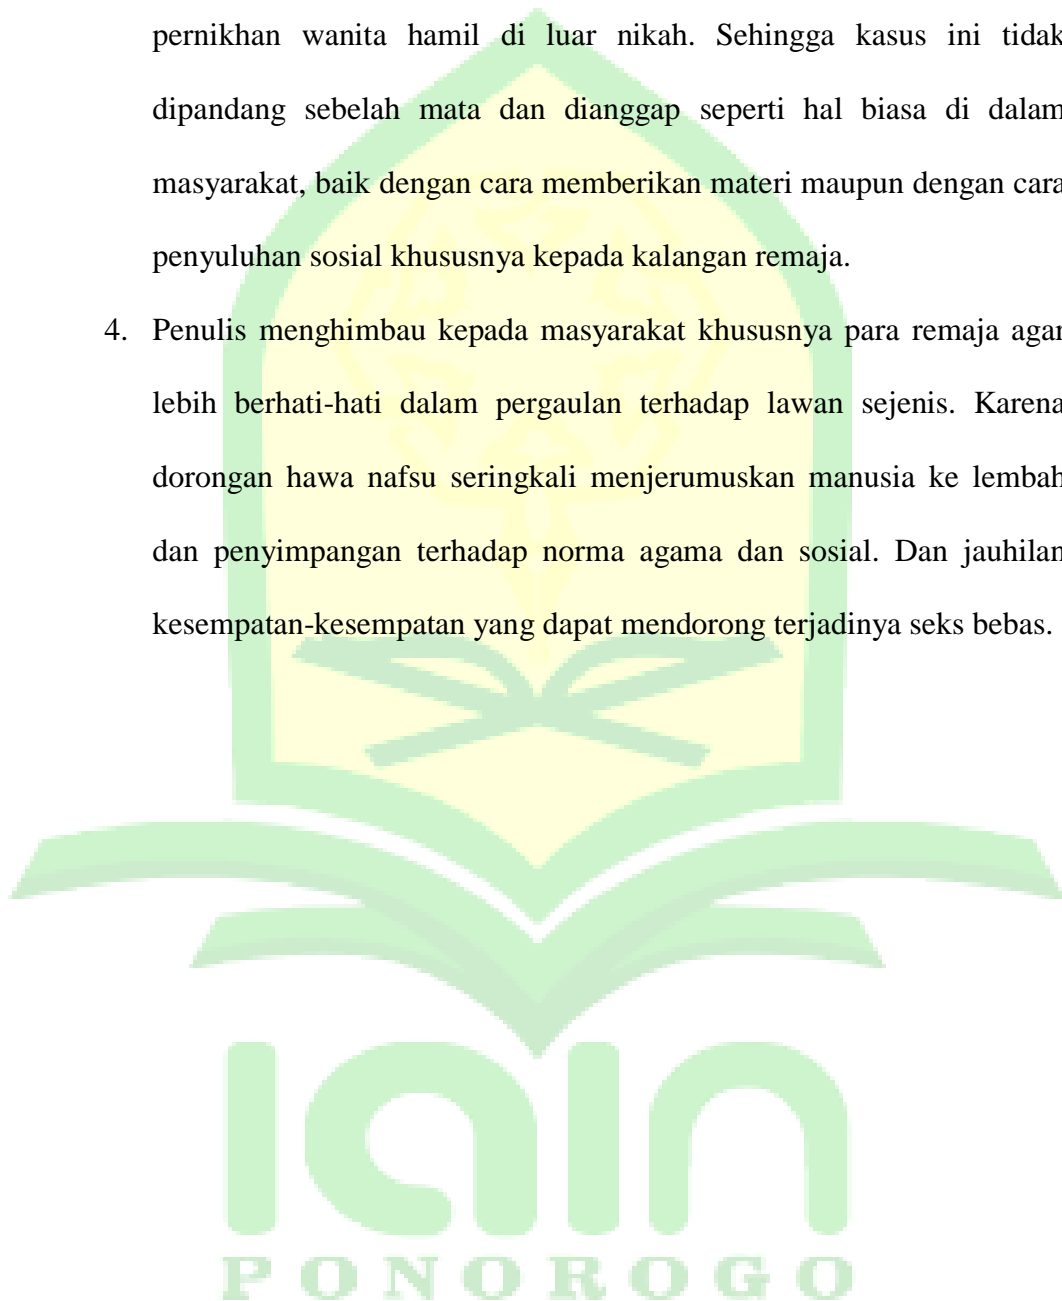 pernikhan wanita hamil di luar nikah. Sehingga kasus ini tidak
dipandang sebelah mata dan dianggap seperti hal biasa di dalam
masyarakat, baik dengan cara memberikan materi maupun dengan cara
penyuluhan sosial khususnya kepada kalangan remaja.
4. Penulis menghimbau kepada masyarakat khususnya para remaja agar
lebih berhati-hati dalam pergaulan terhadap lawan sejenis. Karena
dorongan hawa nafsu seringkali menjerumuskan manusia ke lembah
dan penyimpangan terhadap norma agama dan sosial. Dan jauhilan
kesempatan-kesempatan yang dapat mendorong terjadinya seks bebas.
iain
PONOROGO